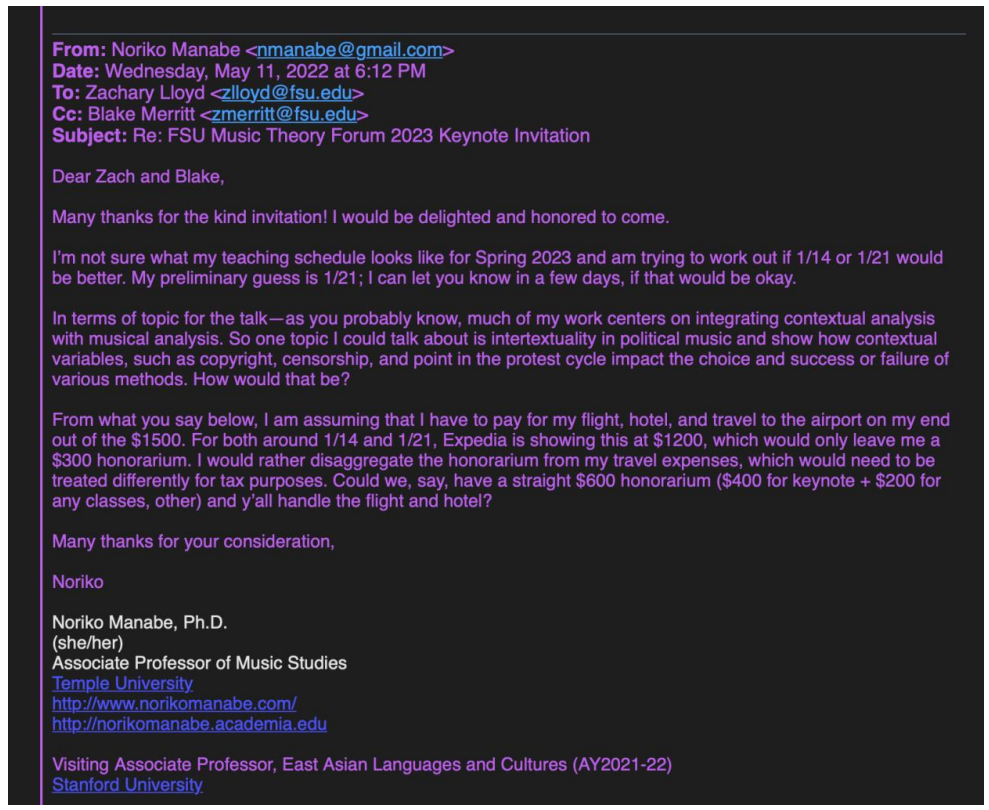 From: Noriko Manabe <nmanabe@gmail.com>
Date: Wednesday, May 11, 2022 at 6:12 PM
To: Zachary Lloyd <zlloyd@fsu.edu>
Cc: Blake Merritt <zmerritt@fsu.edu>
Subject: Re: FSU Music Theory Forum 2023 Keynote Invitation
Dear Zach and Blake,
Many thanks for the kind invitation! I would be delighted and honored to come.
I'm not sure what my teaching schedule looks like for Spring 2023 and am trying to work out if 1/14 or 1/21 would
be better. My preliminary guess is 1/21; I can let you know in a few days, if that would be okay.
In terms of topic for the talk—as you probably know, much of my work centers on integrating contextual analysis
with musical analysis. So one topic I could talk about is intertextuality in political music and show how contextual
variables, such as copyright, censorship, and point in the protest cycle impact the choice and success or failure of
various methods. How would that be?
From what you say below, I am assuming that I have to pay for my flight, hotel, and travel to the airport on my end
out of the $1500. For both around 1/14 and 1/21, Expedia is showing this at $1200, which would only leave me a
$300 honorarium. I would rather disaggregate the honorarium from my travel expenses, which would need to be
treated differently for tax purposes. Could we, say, have a straight $600 honorarium ($400 for keynote + $200 for
any classes, other) and y'all handle the flight and hotel?
Many thanks for your consideration,
Noriko
Noriko Manabe, Ph.D.
(she/her)
Associate Professor of Music Studies
Temple University
http://www.norikomanabe.com/
http://norikomanabe.academia.edu
Visiting Associate Professor, East Asian Languages and Cultures (AY2021-22)
Stanford University